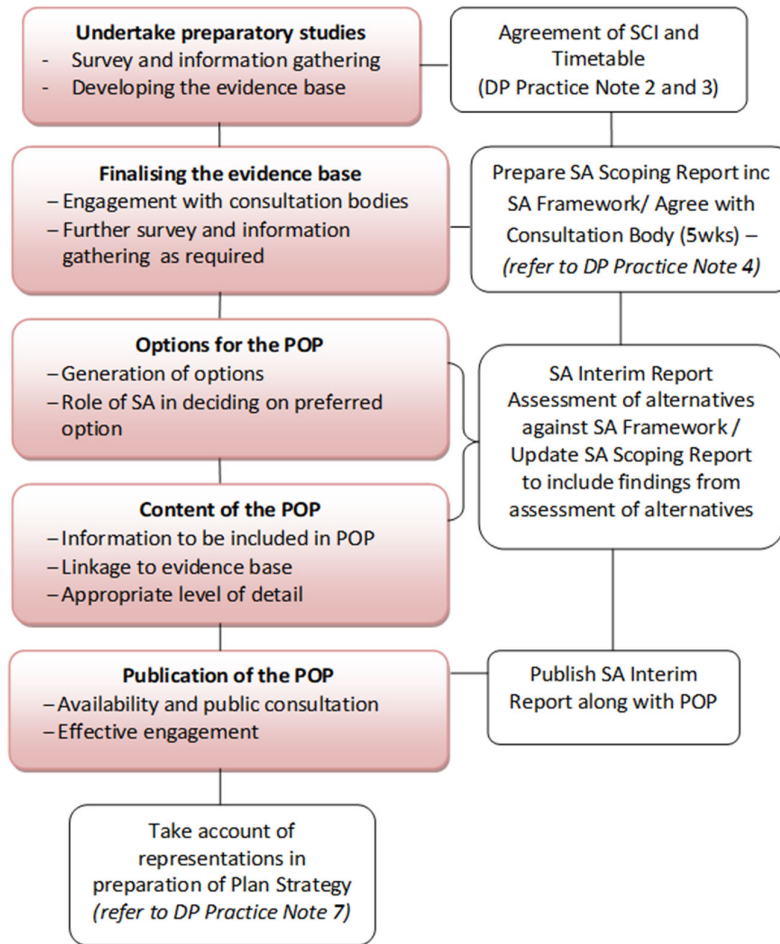 Undertake preparatory studies
- Survey and information gathering
- Developing the evidence base
Agreement of SCI and
Timetable
(DP Practice Note 2 and 3)
Finalising the evidence base
– Engagement with consultation bodies
– Further survey and information
gathering as required
Prepare SA Scoping Report inc
SA Framework/ Agree with
Consultation Body (5wks) –
(refer to DP Practice Note 4)
Options for the POP
– Generation of options
– Role of SA in deciding on preferred
option
SA Interim Report
Assessment of alternatives
against SA Framework /
Update SA Scoping Report
to include findings from
assessment of alternatives
Content of the POP
– Information to be included in POP
– Linkage to evidence base
– Appropriate level of detail
Publication of the POP
– Availability and public consultation
– Effective engagement
Publish SA Interim
Report along with POP
Take account of
representations in
preparation of Plan Strategy
(refer to DP Practice Note 7)